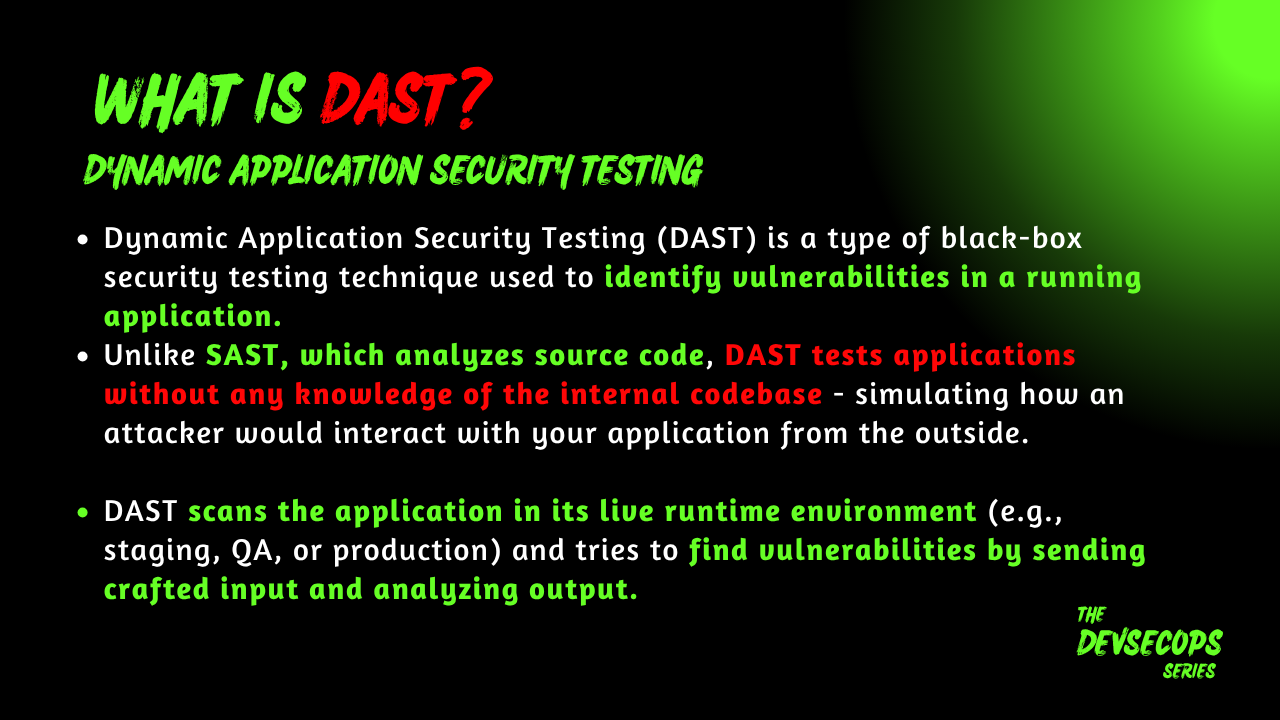 WHAT IS DAST?
DYNAMIC APPLICATION SECURITY TESTING
• Dynamic Application Security Testing (DAST) is a type of black-box
security testing technique used to identify vulnerabilities in a running
application.
• Unlike SAST, which analyzes source code, DAST tests applications
without any knowledge of the internal codebase - simulating how an
attacker would interact with your application from the outside.
• DAST scans the application in its live runtime environment (e.g.,
staging, QA, or production) and tries to find vulnerabilities by sending
crafted input and analyzing output.
THE
DEVSECOPS
SERIES